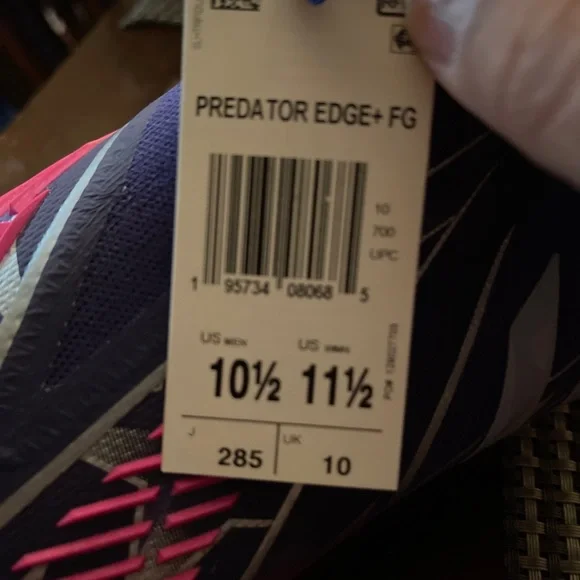 PREDATOR EDGE+ FG
10
700
UPC
1 95734 08068 5
US MEN US
10½ 11½
J 285 UK 10